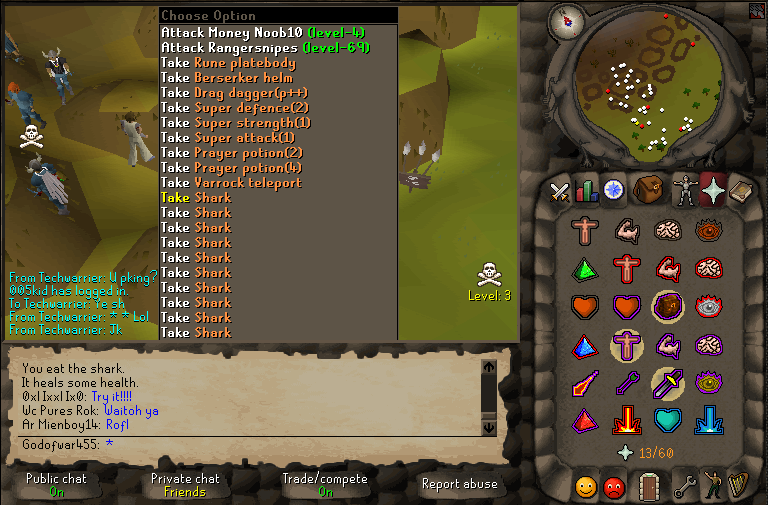 Choose Option
Attack Money Noob10 (level-4)
Attack Rangersnipes (level-69)
Take Rune platebody
Take Berserker helm
Take Drag dagger(p++)
Take Super defence(2)
Take Super strength(1)
Take Super attack(1)
Take Prayer potion(2)
Take Prayer potion(4)
Take Varrock teleport
Take Shark
Take Shark
Take Shark
Take Shark
Take Shark
Take Shark
Take Shark
Take Shark
Take Shark
Take Shark
From Techwarrier: U pking?
005kid has logged in.
To Techwarrier: Ye sh
From Techwarrier: * * Lol
From Techwarrier: Jk
Level: 3
You eat the shark.
It heals some health.
0xl Ixxl Ix0: Try it!!!!
Wc Pures Rok: Waitoh ya
Ar Mienboy14: Rofl
Godofwar455: *
13/60
Public chat
On
Private chat
Friends
Trade/compete
On
Report abuse